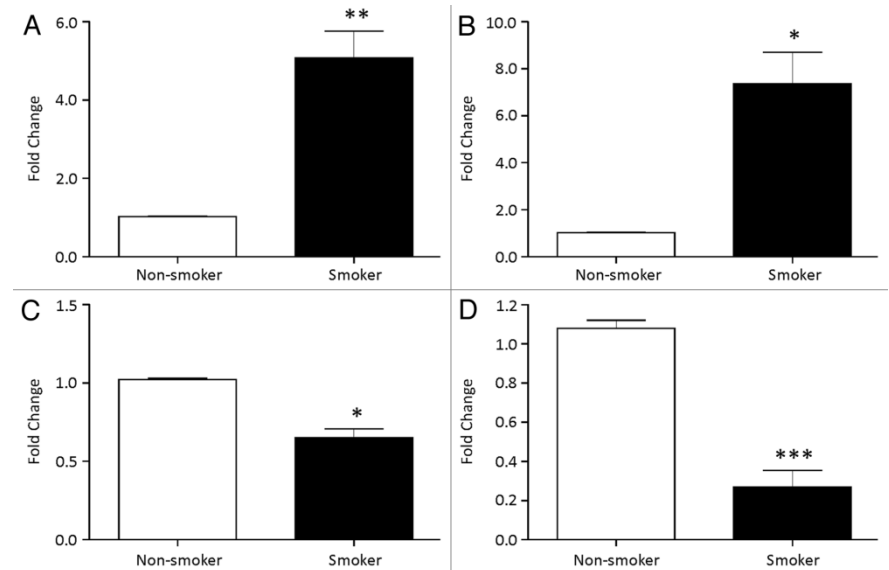 A
Fold Change
6.0
4.0
2.0
0.0
**
Non-smoker Smoker
B
Fold Change
10.0
8.0
6.0
4.0
2.0
0.0
*
Non-smoker Smoker
C
Fold Change
1.5
1.0
0.5
0.0
*
Non-smoker Smoker
D
Fold Change
1.2
1.0
0.8
0.6
0.4
0.2
0.0
***
Non-smoker Smoker